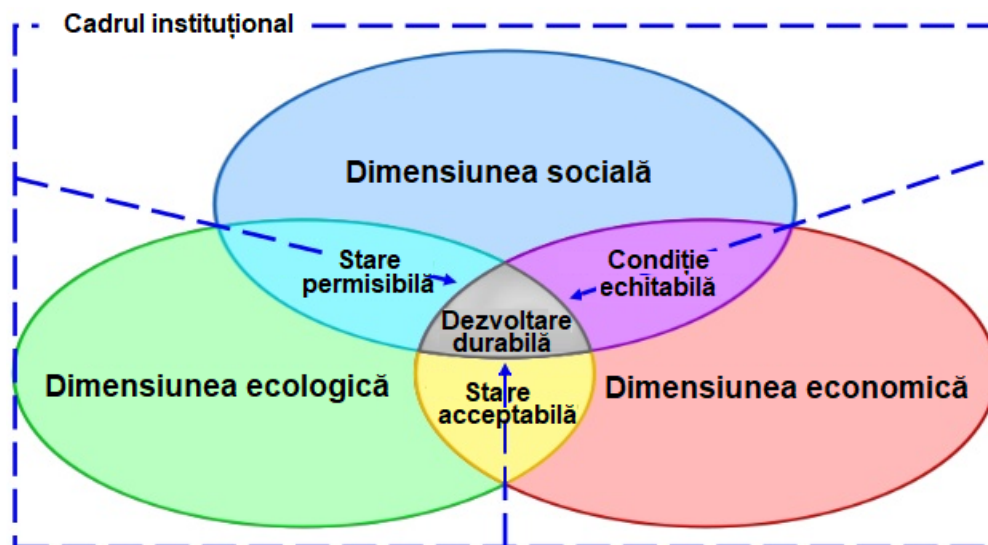 Cadrul instituțional
Dimensiunea socială
Stare
permisibilă
Condiție
echitabilă
Dezvoltare
durabilă
Dimensiunea ecologică
Dimensiunea economică
Stare
acceptabilă